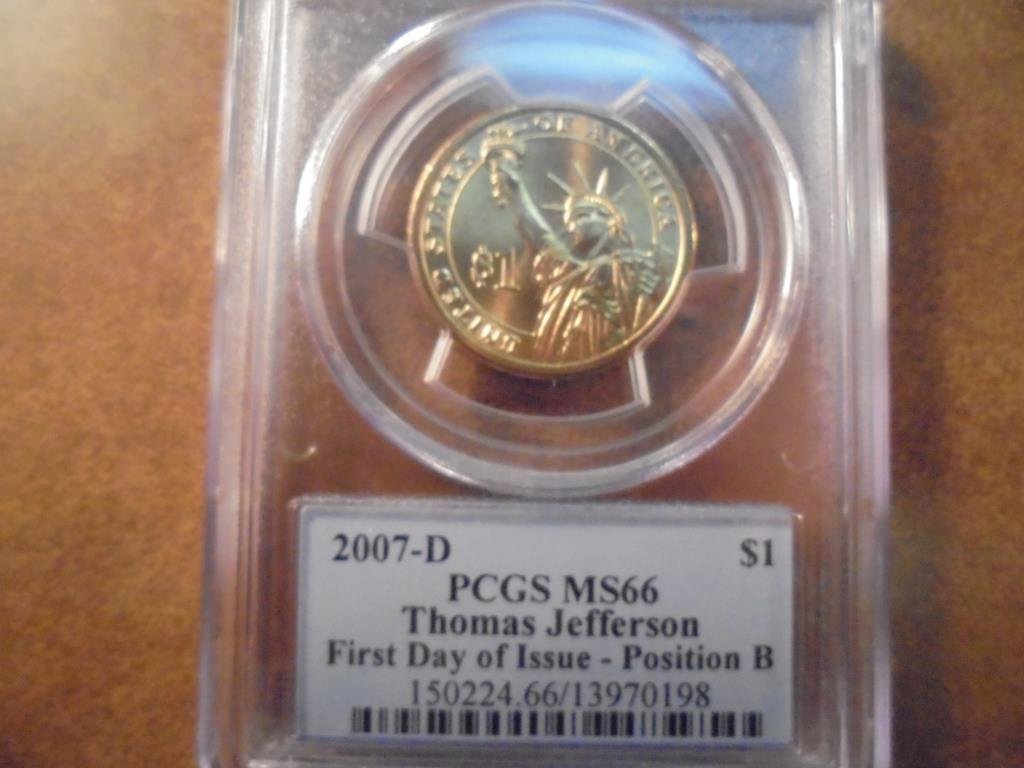 UNITED STATES OF AMERICA
$1
2007-D $1
PCGS MS66
Thomas Jefferson
First Day of Issue - Position B
150224.66/13970198